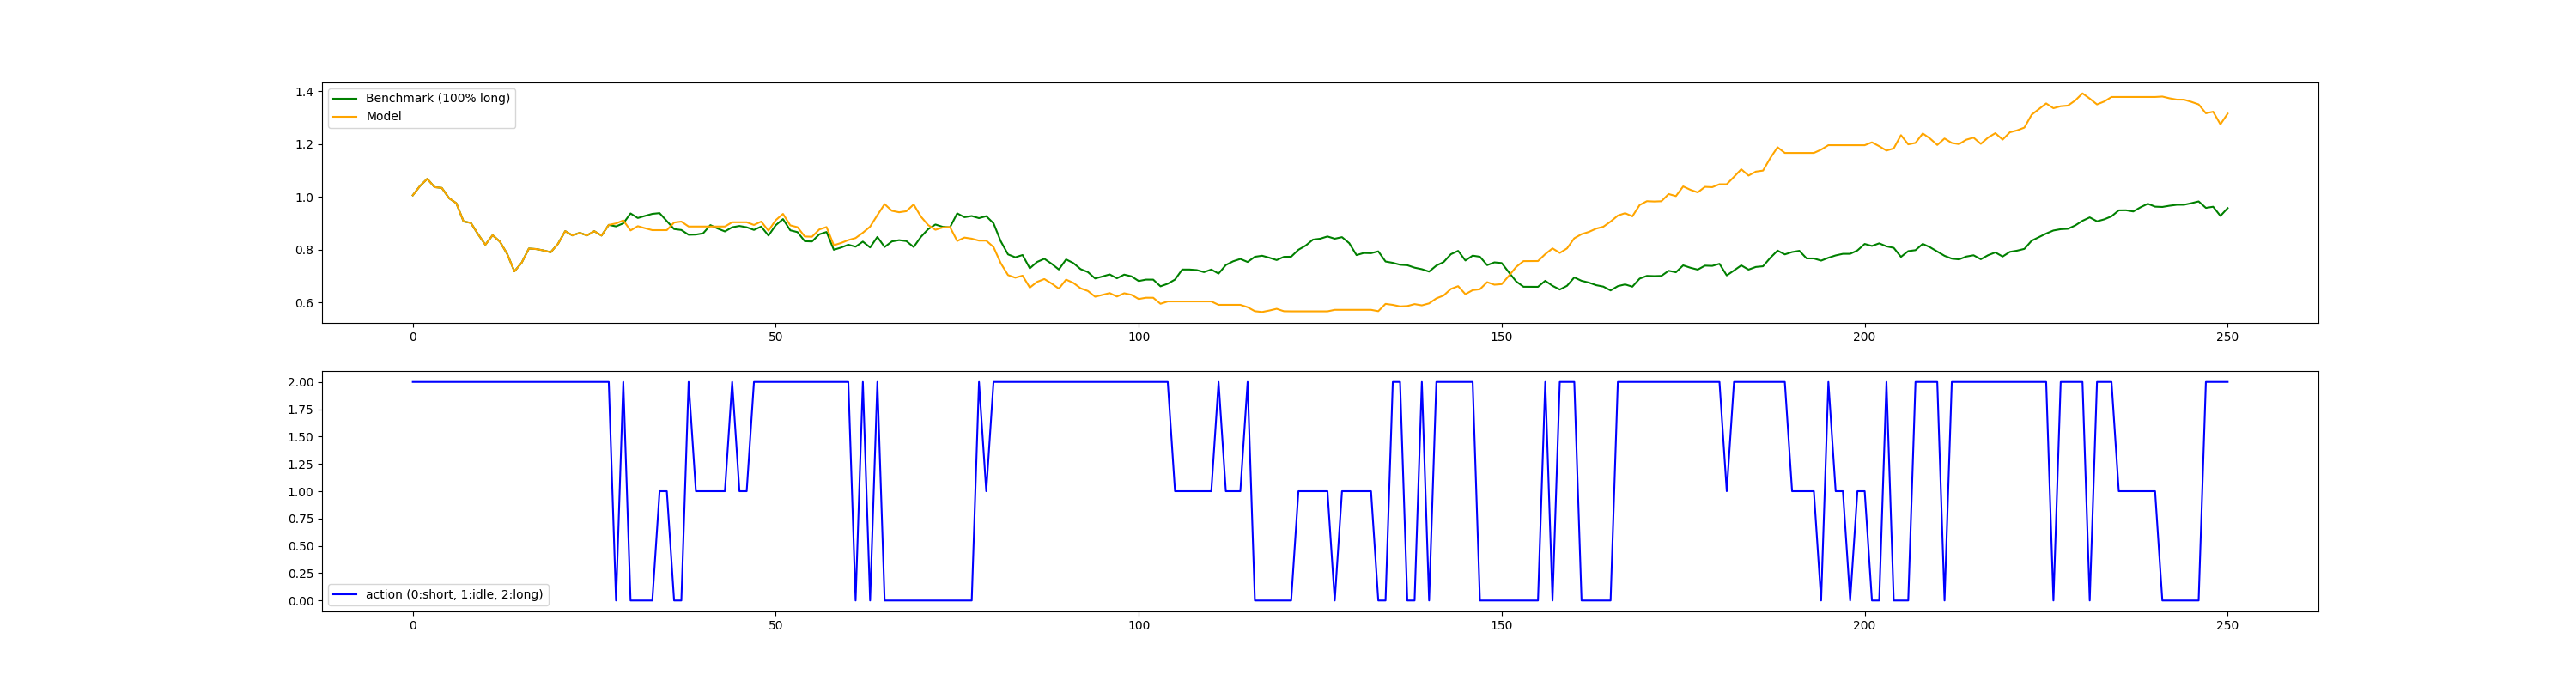 1.4
1.2
1.0
0.8
0.6
Benchmark (100% long)
Model
0 50 100 150 200 250
2.00
1.75
1.50
1.25
1.00
0.75
0.50
0.25
0.00
action (0:short, 1:idle, 2:long)
0 50 100 150 200 250